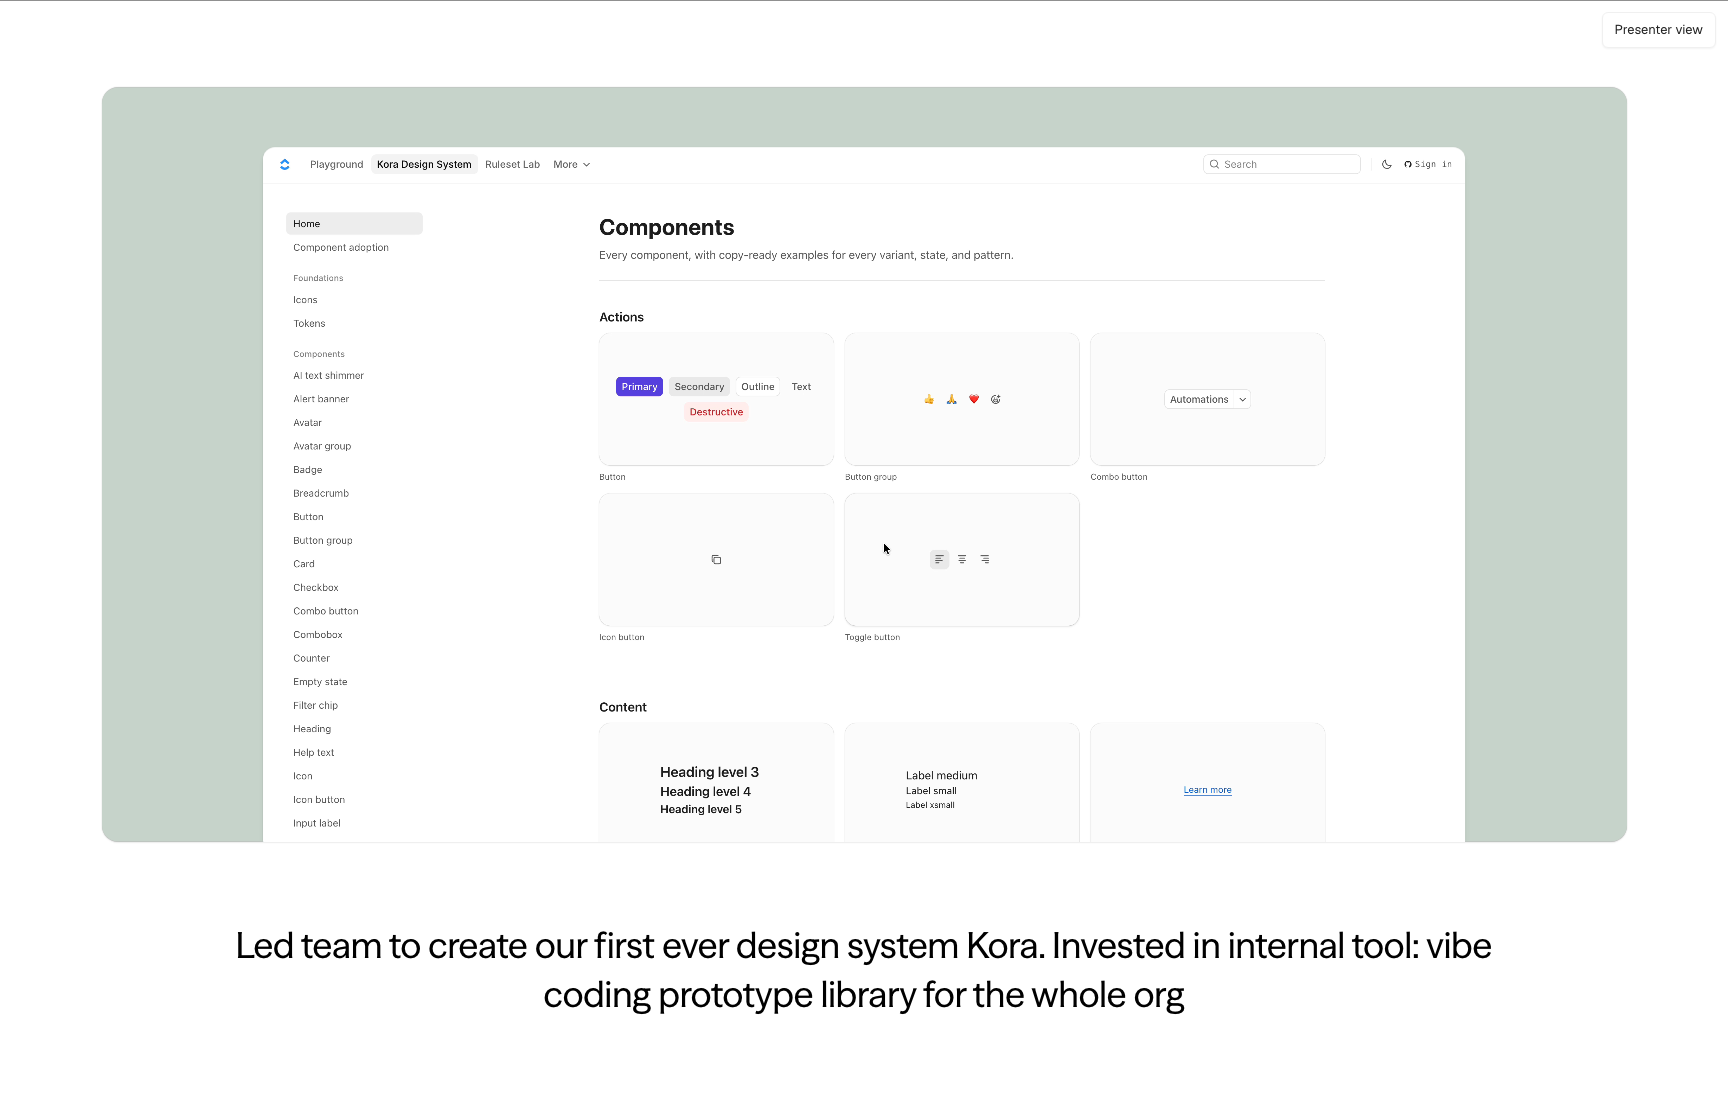 Presenter view
Playground
Kora Design System
Ruleset Lab
More
Search
Sign in
Home
Component adoption
Foundations
Icons
Tokens
Components
AI text shimmer
Alert banner
Avatar
Avatar group
Badge
Breadcrumb
Button
Button group
Card
Checkbox
Combo button
Combobox
Counter
Empty state
Filter chip
Heading
Help text
Icon
Icon button
Input label
Components
Every component, with copy-ready examples for every variant, state, and pattern.
Actions
Primary
Secondary
Outline
Text
Destructive
Button
Button group
Automations
Combo button
Icon button
Toggle button
Content
Heading level 3
Heading level 4
Heading level 5
Label medium
Label small
Label xsmall
Learn more
Led team to create our first ever design system Kora. Invested in internal tool: vibe
coding prototype library for the whole org